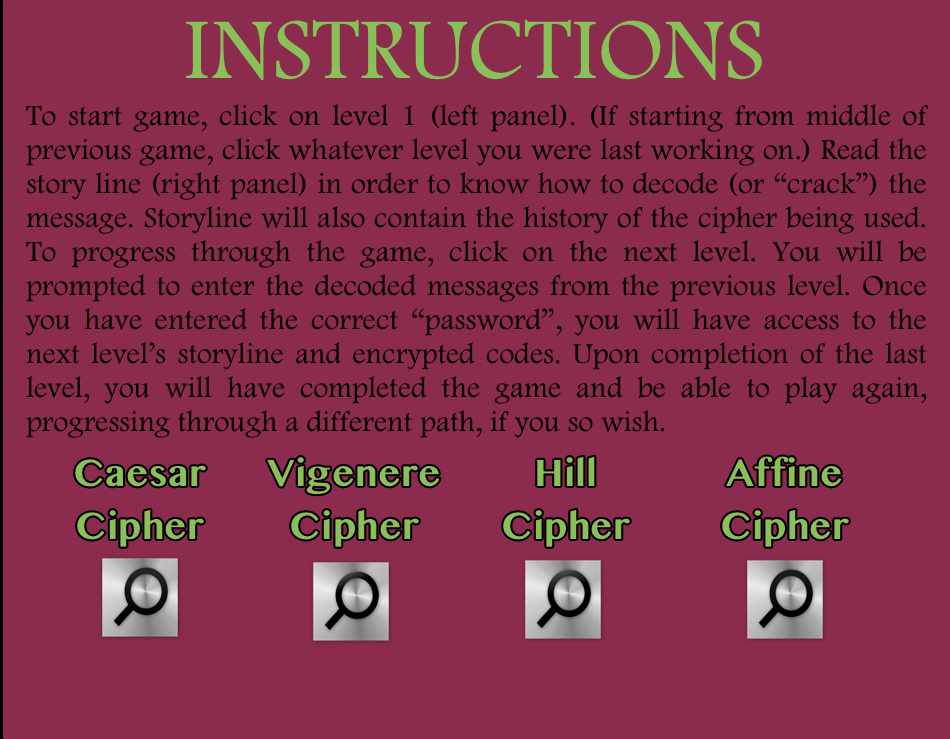 INSTRUCTIONS
To start game, click on level 1 (left panel). (If starting from middle of
previous game, click whatever level you were last working on.) Read the
story line (right panel) in order to know how to decode (or “crack”) the
message. Storyline will also contain the history of the cipher being used.
To progress through the game, click on the next level. You will be
prompted to enter the decoded messages from the previous level. Once
you have entered the correct “password”, you will have access to the
next level’s storyline and encrypted codes. Upon completion of the last
level, you will have completed the game and be able to play again,
progressing through a different path, if you so wish.
Caesar
Cipher
Vigenere
Cipher
Hill
Cipher
Affine
Cipher